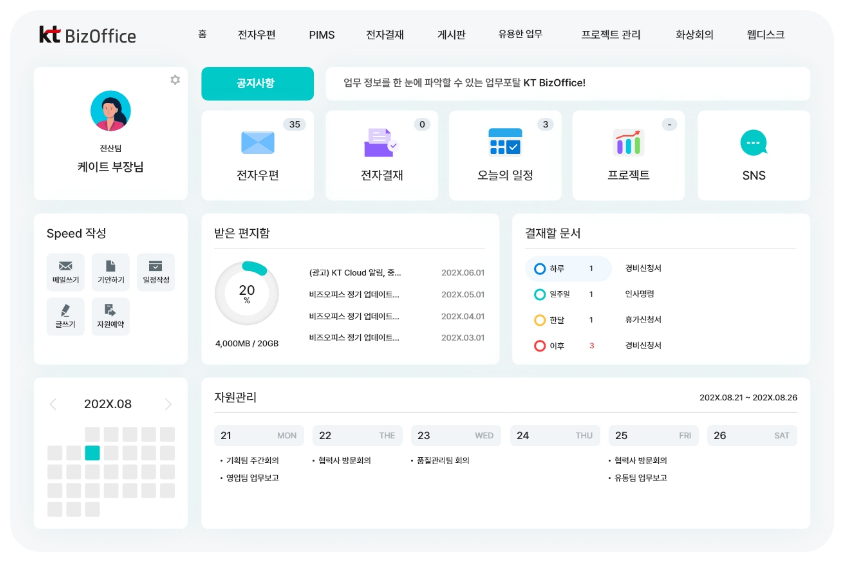 kt BizOffice
홈 전자우편 PIMS 전자결재 게시판 유용한 업무 프로젝트 관리 화상회의 웹디스크
전산팀
케이트 부장님
공지사항
업무 정보를 한 눈에 파악할 수 있는 업무포탈 KT BizOffice!
35
전자우편
0
전자결재
3
오늘의 일정
-
프로젝트
SNS
Speed 작성
메일쓰기 기안하기 일정작성
글쓰기 자원예약
받은 편지함
20
%
4,000MB / 20GB
(광고) KT Cloud 알림, 중... 202X.06.01
비즈오피스 정기 업데이트... 202X.05.01
비즈오피스 정기 업데이트... 202X.04.01
비즈오피스 정기 업데이트... 202X.03.01
결재할 문서
하루 1 경비신청서
일주일 1 인사명령
한달 1 휴가신청서
이후 3 경비신청서
202X.08
자원관리
202X.08.21 ~ 202X.08.26
21 MON 22 THE 23 WED 24 THU 25 FRI 26 SAT
• 기획팀 주간회의 • 협력사 방문회의 • 품질관리팀 회의 • 협력사 방문회의
• 영업팀 업무보고 • 유통팀 업무보고